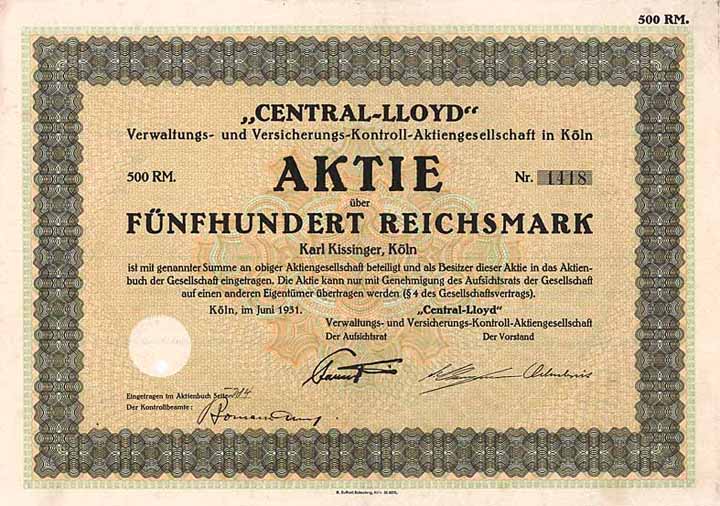 500 RM.
„CENTRAL-LLOYD“
Verwaltungs- und Versicherungs-Kontroll-Aktiengesellschaft in Köln
500 RM.
AKTIE
Nr. 1418
über
FÜNFHUNDERT REICHSMARK
Karl Kissinger, Köln
ist mit genannter Summe an obiger Aktiengesellschaft beteiligt und als Besitzer dieser Aktie in das Aktien-
buch der Gesellschaft eingetragen. Die Aktie kann nur mit Genehmigung des Aufsichtsrats der Gesellschaft
auf einen anderen Eigentümer übertragen werden (§ 4 des Gesellschaftsvertrags).
Köln, im Juni 1931.
„Central-Lloyd“
Verwaltungs- und Versicherungs-Kontroll-Aktiengesellschaft
Der Aufsichtsrat
Der Vorstand
Eingetragen im Aktienbuch Seite
Der Kontrollbeamte: